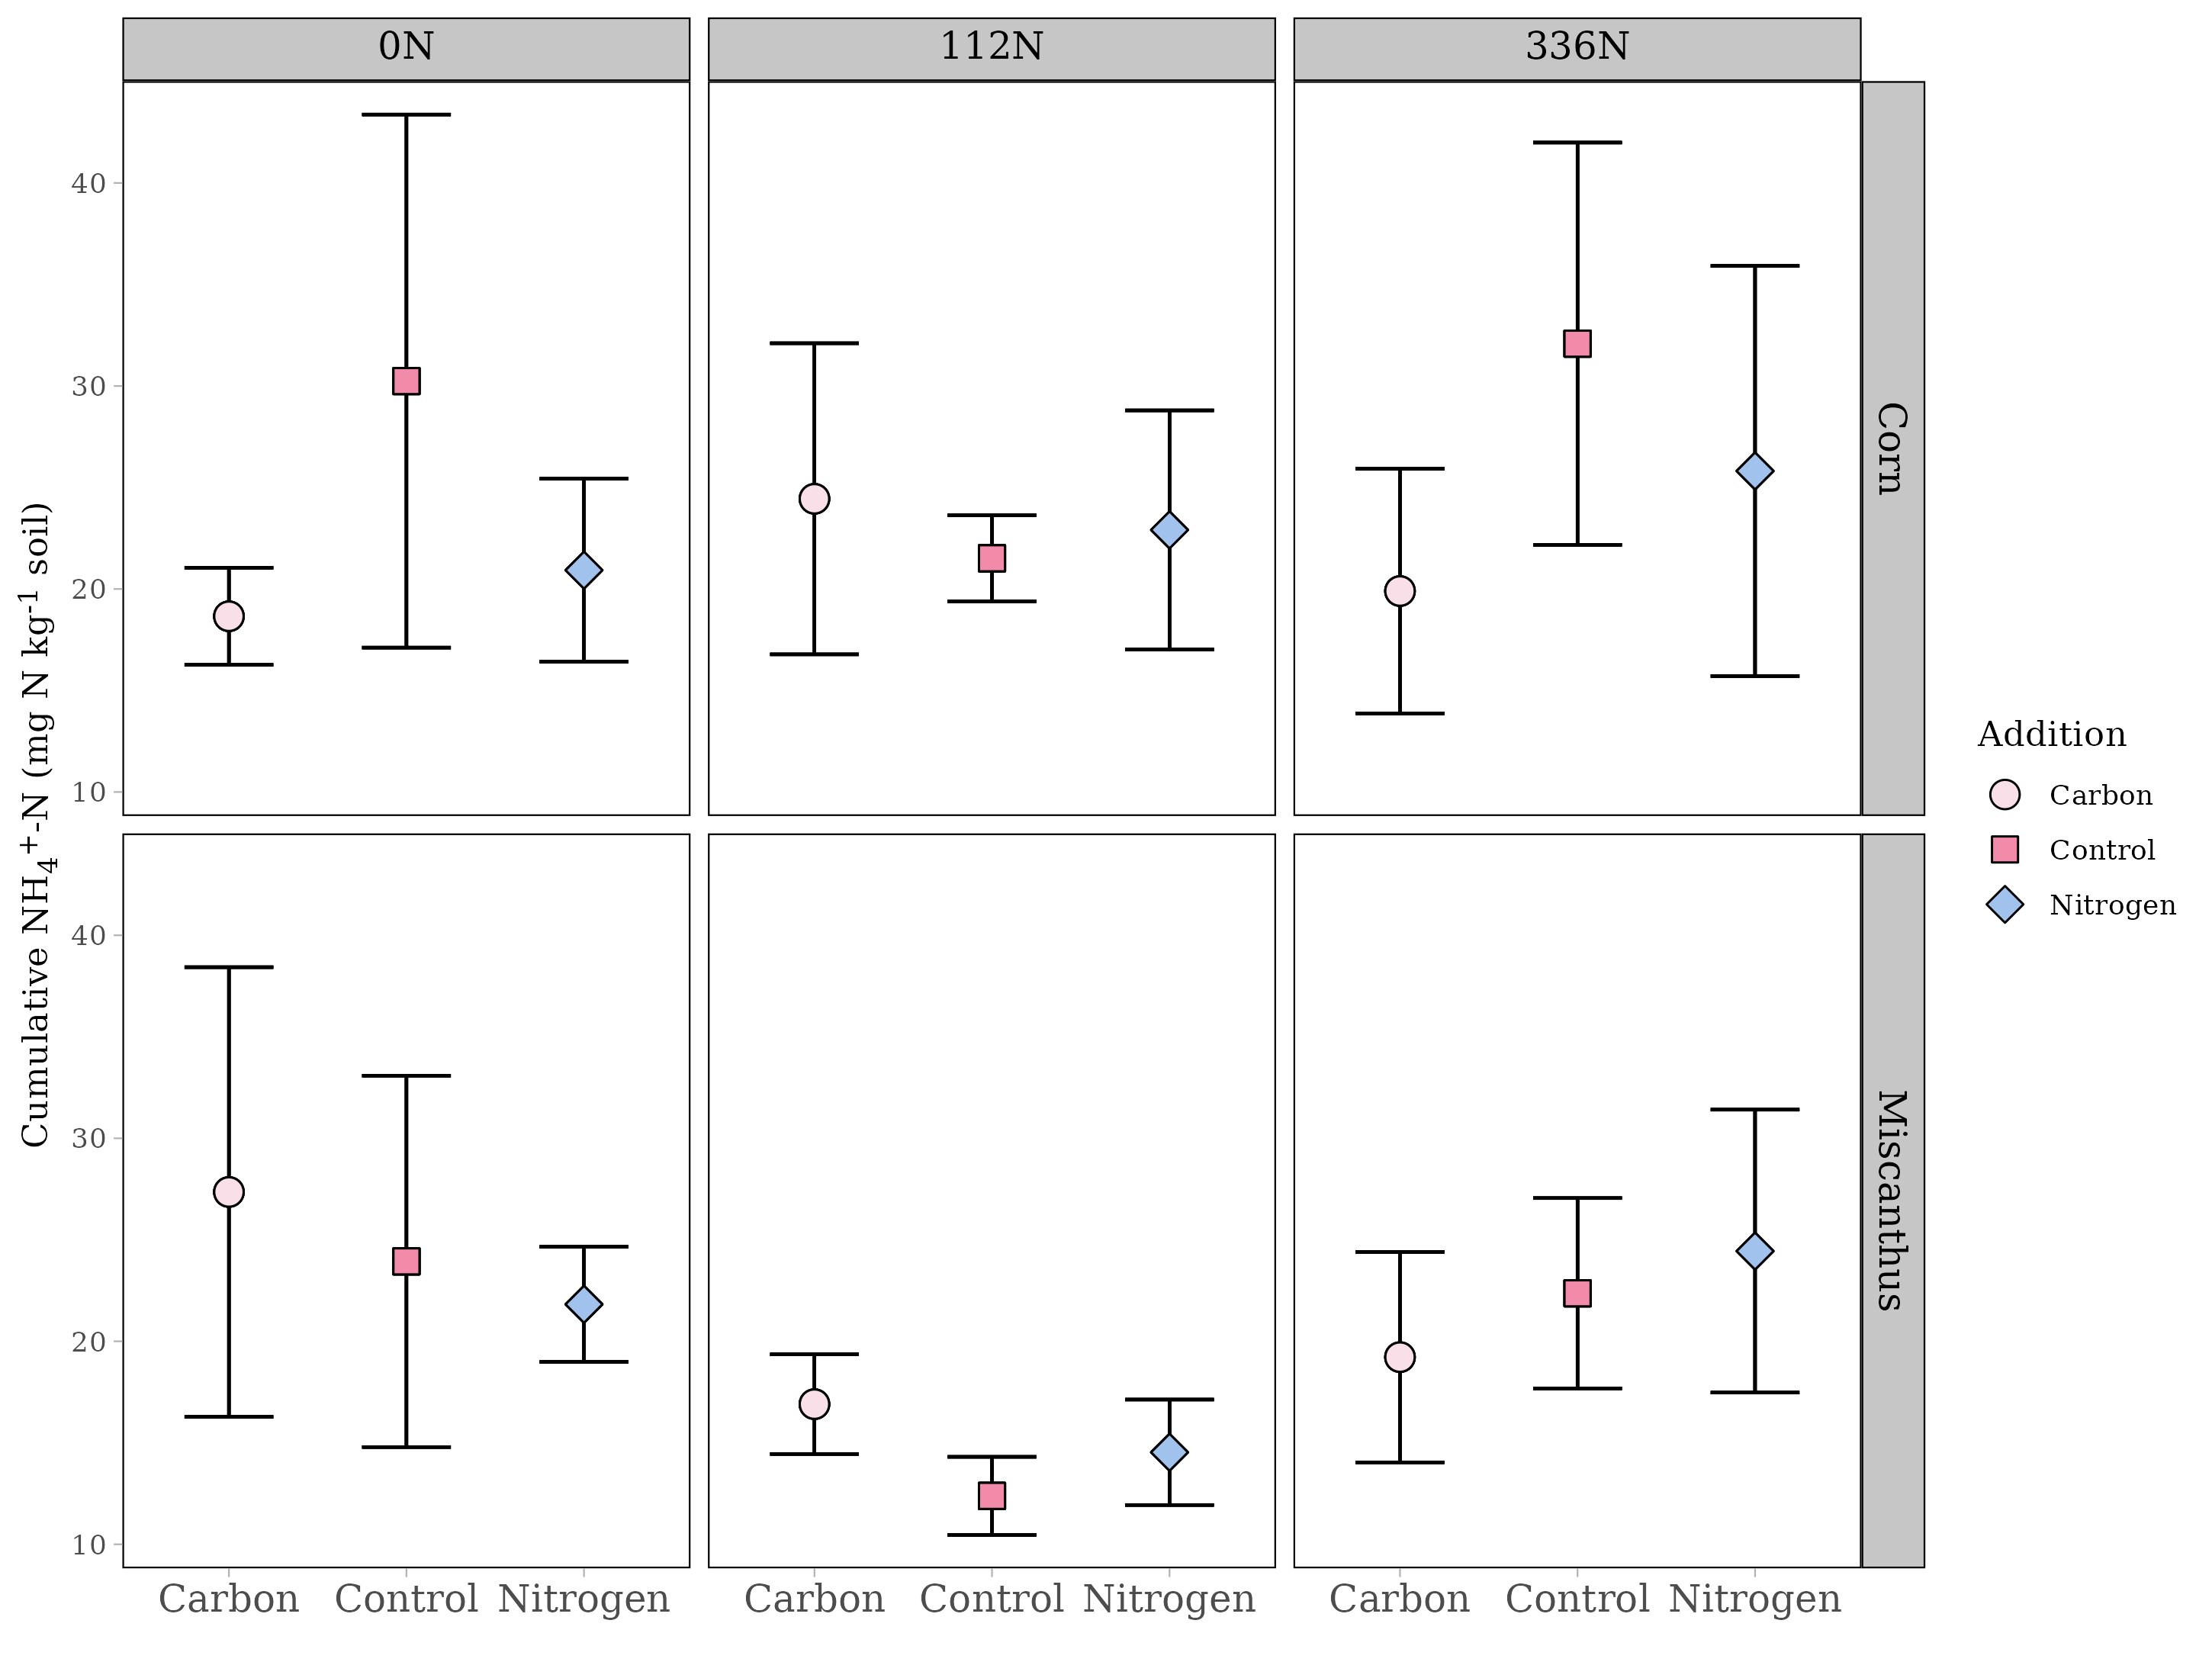 0N 112N 336N
Cumulative NH4+-N (mg N kg-1 soil)
40
30
20
10
Corn
40
30
20
10
Miscanthus
Carbon Control Nitrogen Carbon Control Nitrogen Carbon Control Nitrogen
Addition
Carbon
Control
Nitrogen